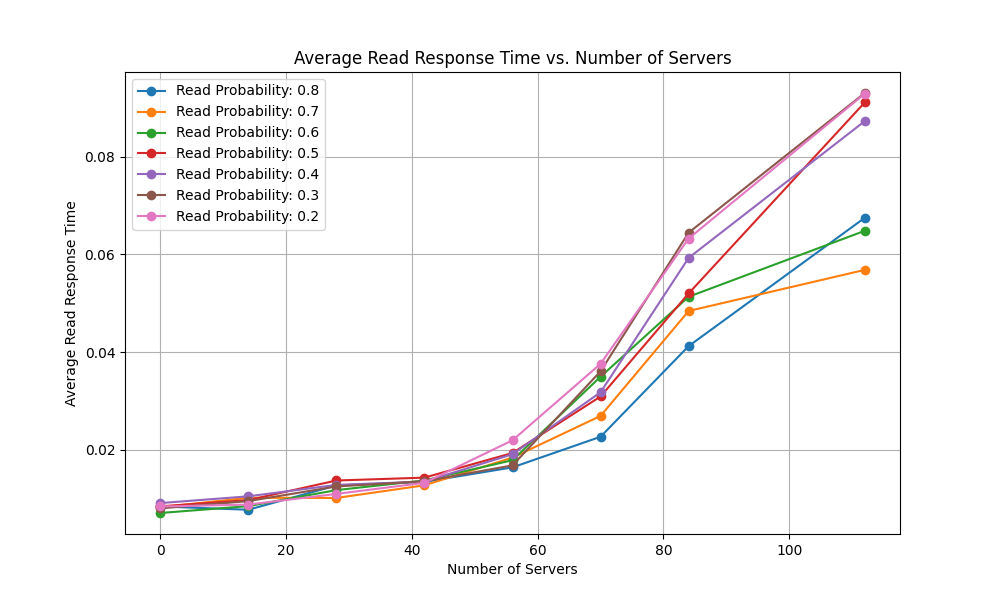 Average Read Response Time vs. Number of Servers
Read Probability: 0.8
Read Probability: 0.7
Read Probability: 0.6
Read Probability: 0.5
Read Probability: 0.4
Read Probability: 0.3
Read Probability: 0.2
Average Read Response Time
0.08
0.06
0.04
0.02
0 20 40 60 80 100
Number of Servers